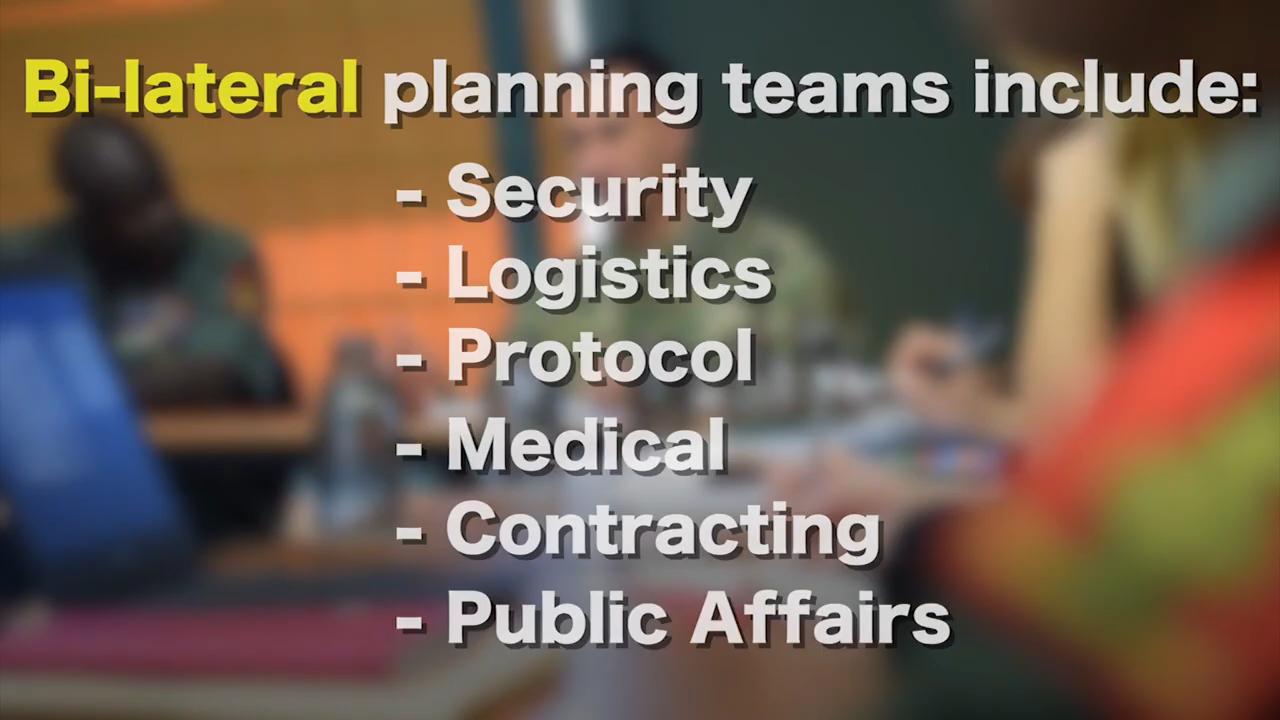 Bi-lateral planning teams include:
- Security
- Logistics
- Protocol
- Medical
- Contracting
- Public Affairs